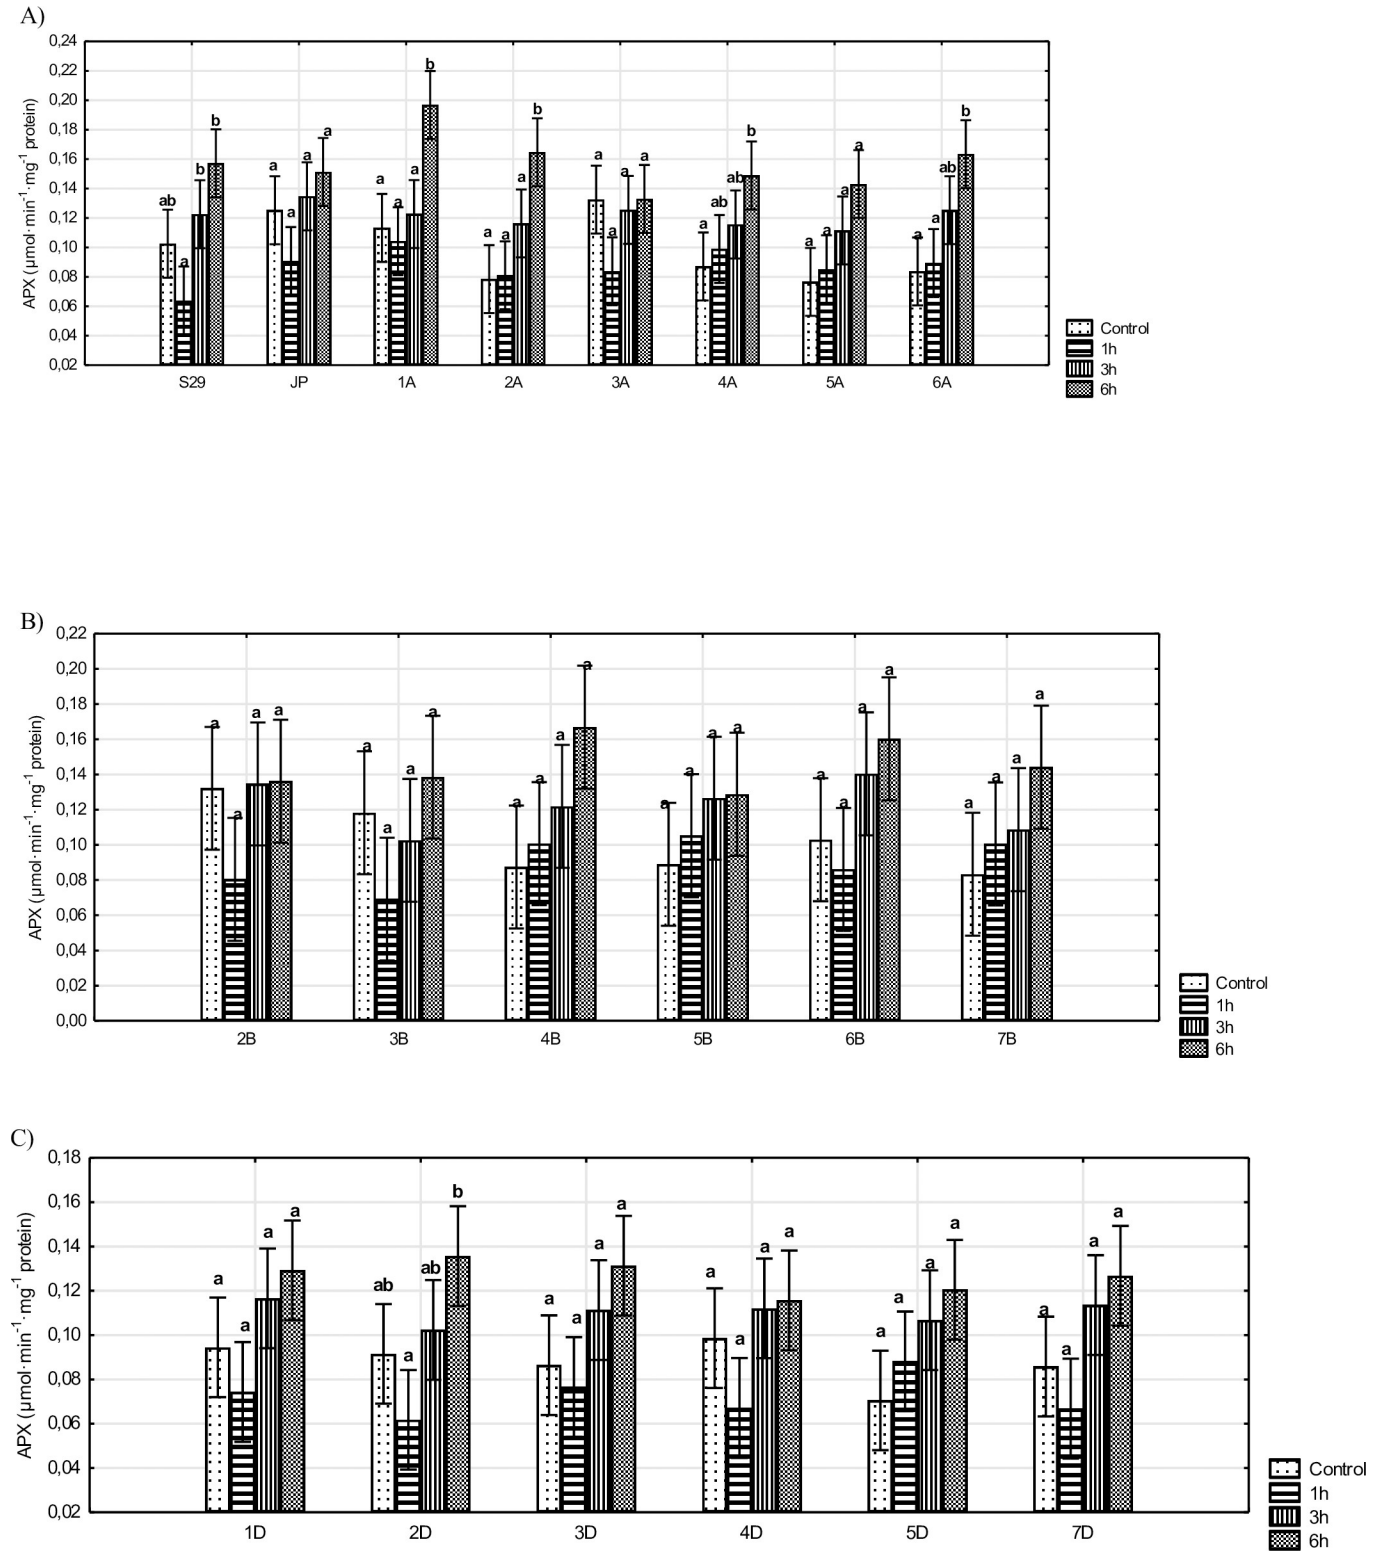 A)
0,24
0,22
0,20
0,18
0,16
0,14
0,12
0,10
0,08
0,06
0,04
0,02
APX (µmol·min⁻¹·mg⁻¹ protein)
ab a b b
a a a a
a a a b
a a a b
a a a a
a ab ab b
a a a a
a a ab b
S29 JP 1A 2A 3A 4A 5A 6A
Control
1h
3h
6h
B)
0,22
0,20
0,18
0,16
0,14
0,12
0,10
0,08
0,06
0,04
0,02
0,00
APX (µmol·min⁻¹·mg⁻¹ protein)
a a a a
a a a a
a a a a
a a a a
a a a a
a a a a
2B 3B 4B 5B 6B 7B
Control
1h
3h
6h
C)
0,18
0,16
0,14
0,12
0,10
0,08
0,06
0,04
0,02
APX (µmol·min⁻¹·mg⁻¹ protein)
a a a a
ab a ab b
a a a a
a a a a
a a a a
a a a a
1D 2D 3D 4D 5D 7D
Control
1h
3h
6h